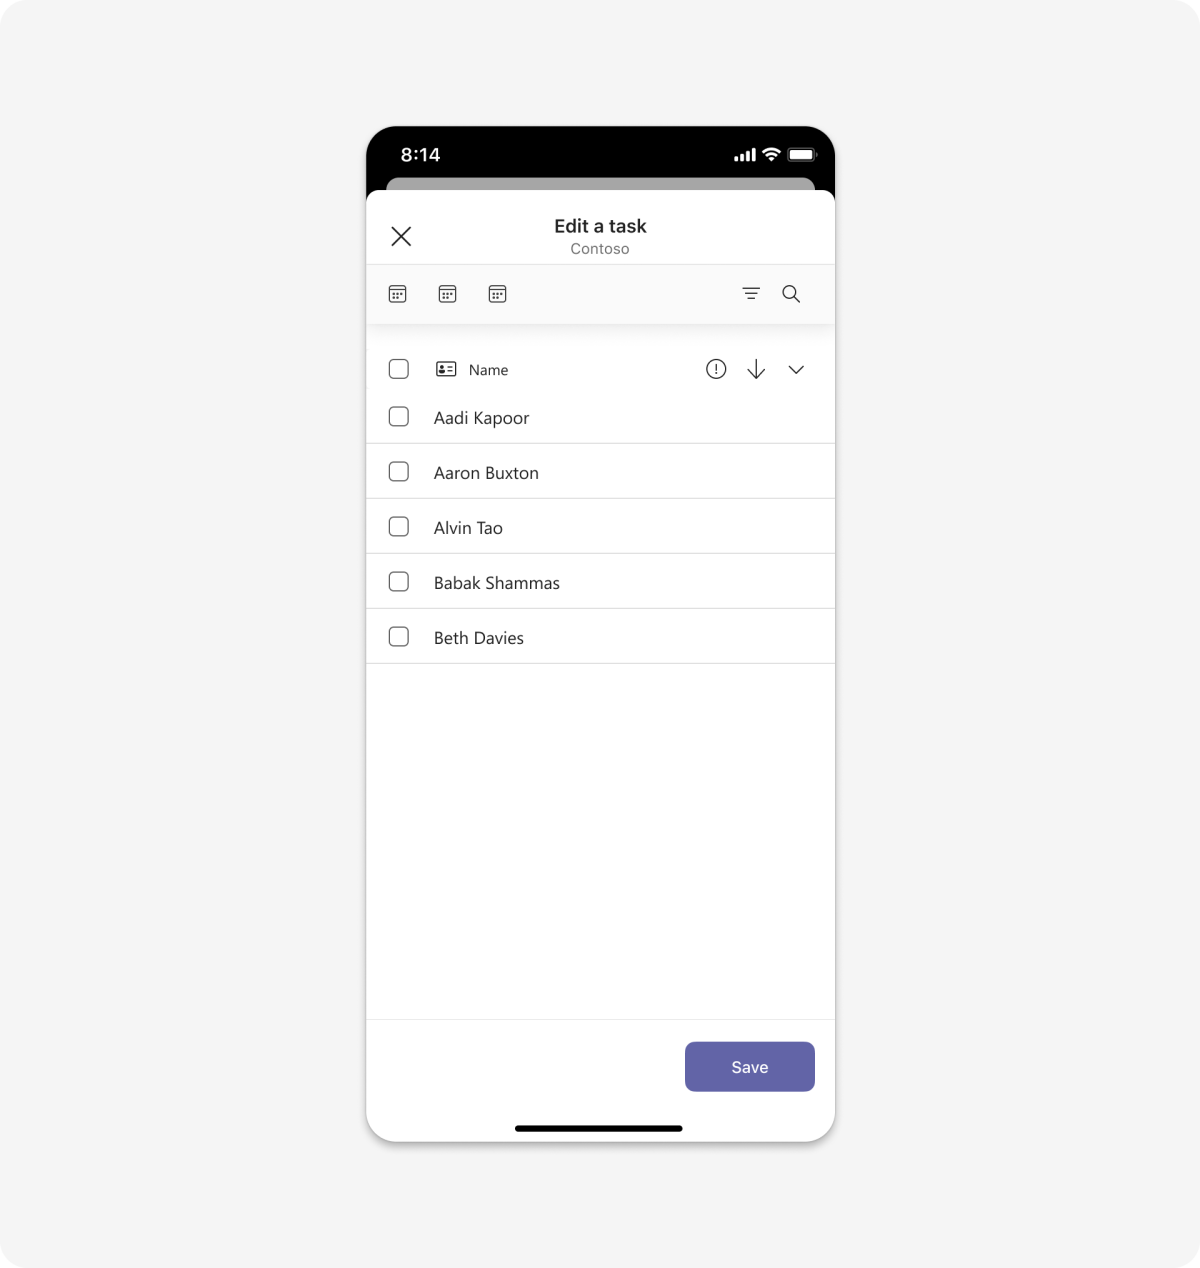 8:14
Edit a task
Contoso
Name
Aadi Kapoor
Aaron Buxton
Alvin Tao
Babak Shammas
Beth Davies
Save